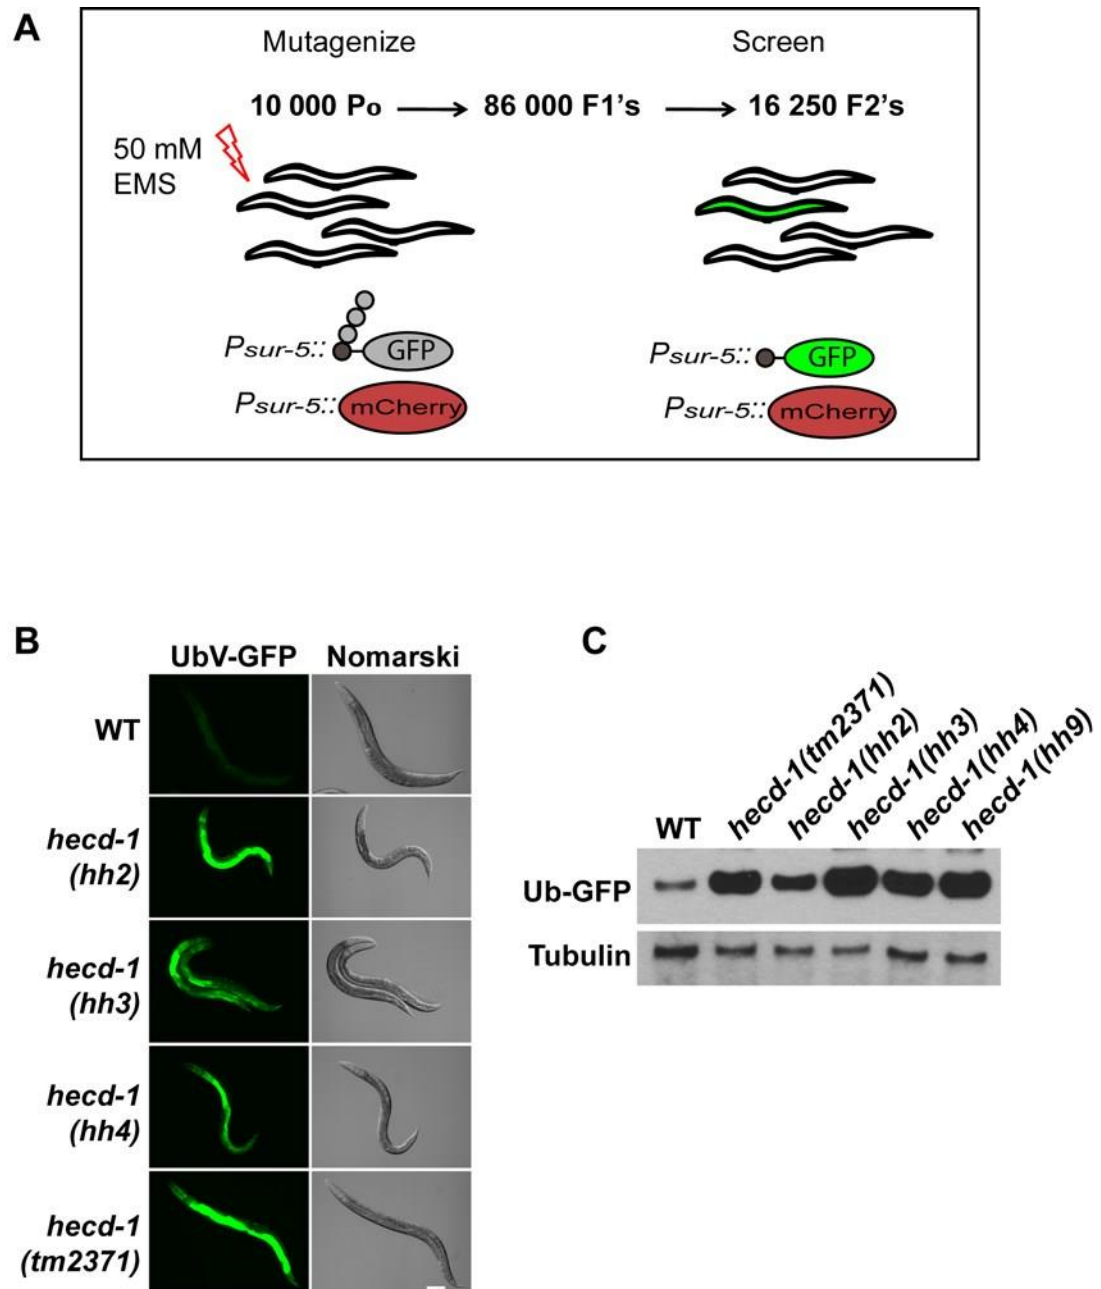 A
Mutagenize Screen
10 000 Po 86 000 F1's 16 250 F2's
50 mM
EMS
Psur-5:: GFP
Psur-5:: mCherry
Psur-5:: GFP
Psur-5:: mCherry
B
UbV-GFP Nomarski
WT
hecd-1
(hh2)
hecd-1
(hh3)
hecd-1
(hh4)
hecd-1
(tm2371)
C
WT
hecd-1(tm2371)
hecd-1(hh2)
hecd-1(hh3)
hecd-1(hh4)
hecd-1(hh9)
Ub-GFP
Tubulin